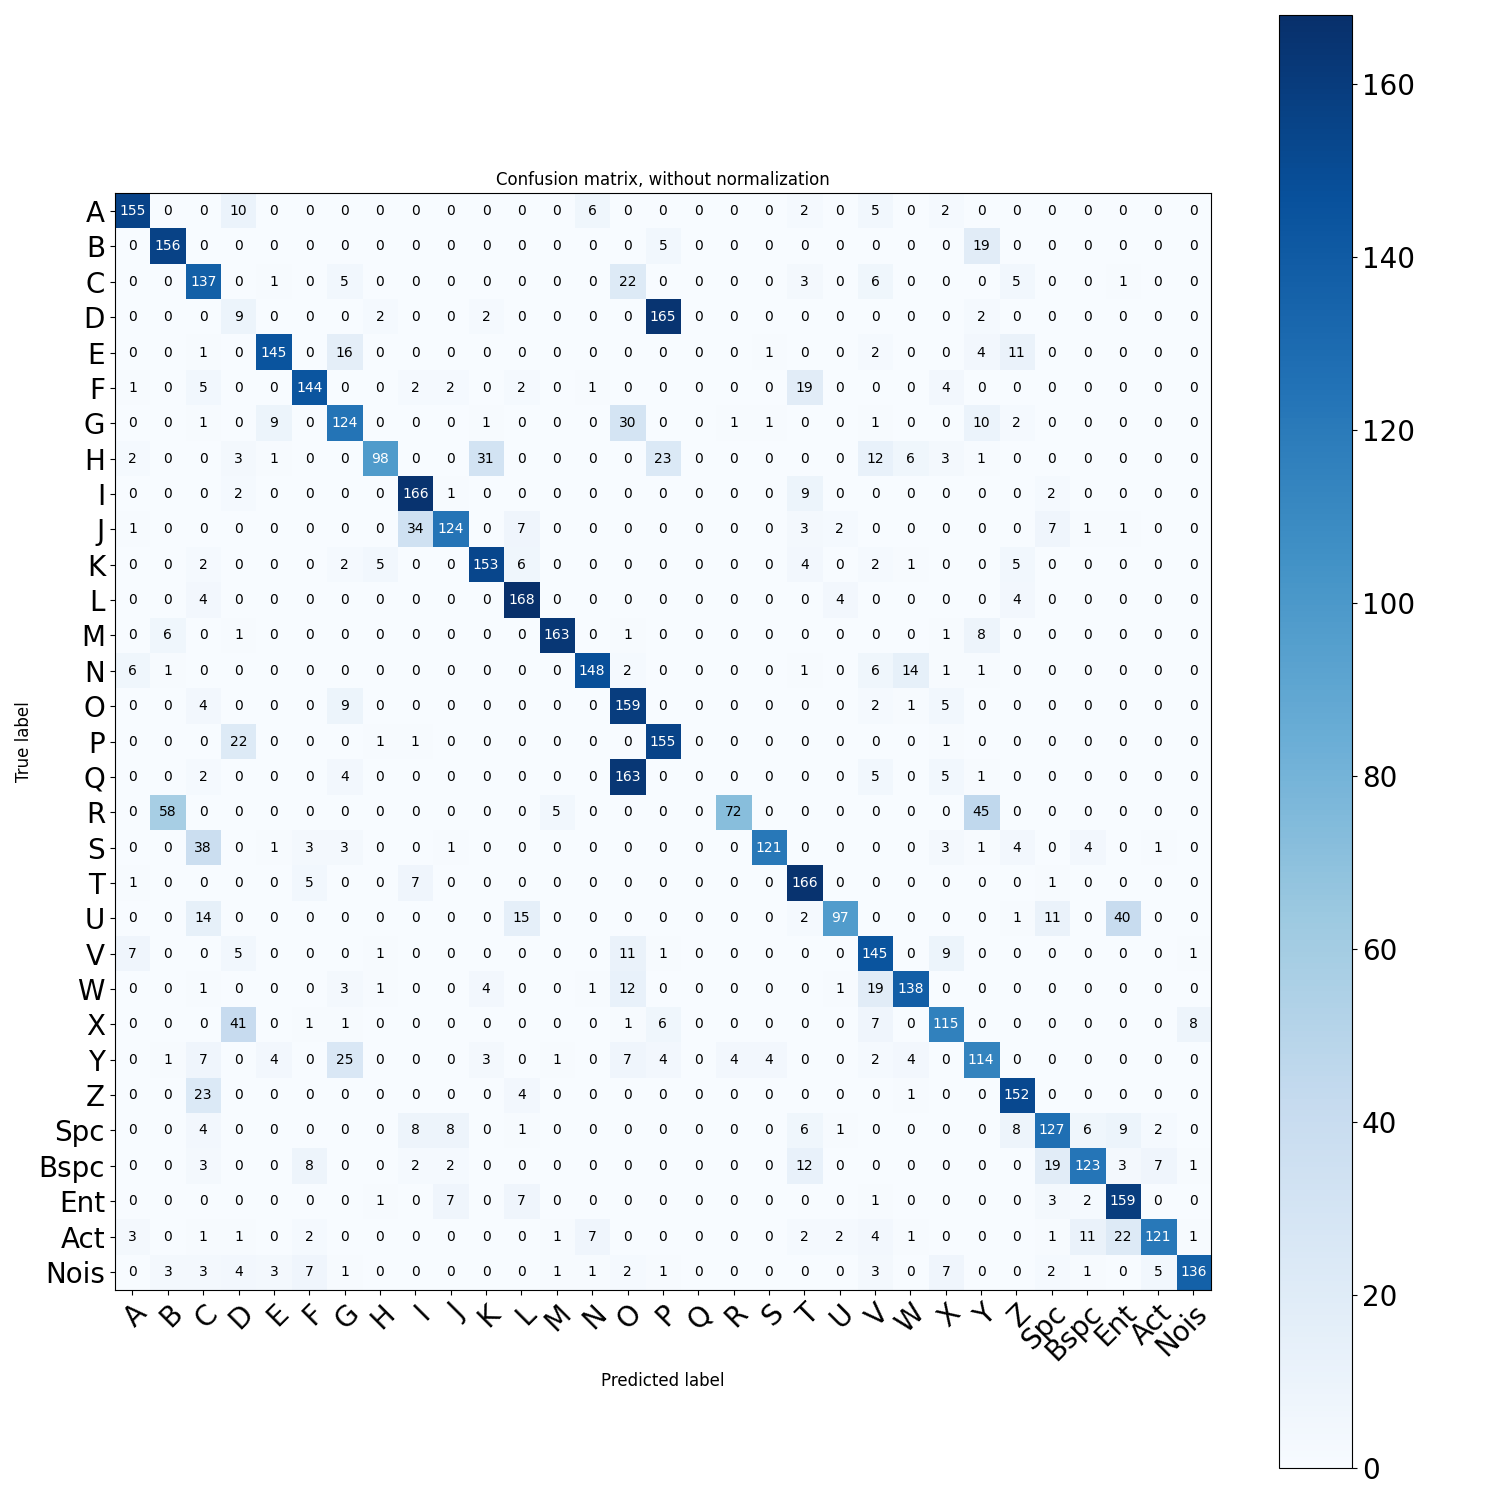 Confusion matrix, without normalization
A 155 0 0 10 0 0 0 0 0 0 0 0 0 6 0 0 0 0 0 2 0 5 0 2 0 0 0 0 0 0 0
B 0 156 0 0 0 0 0 0 0 0 0 0 0 0 0 5 0 0 0 0 0 0 0 0 19 0 0 0 0 0 0
C 0 0 137 0 1 0 5 0 0 0 0 0 0 0 22 0 0 0 0 3 0 6 0 0 0 5 0 0 1 0 0
D 0 0 0 9 0 0 0 2 0 0 2 0 0 0 0 165 0 0 0 0 0 0 0 0 2 0 0 0 0 0 0
E 0 0 1 0 145 0 16 0 0 0 0 0 0 0 0 0 0 0 1 0 0 2 0 0 4 11 0 0 0 0 0
F 1 0 5 0 0 144 0 0 2 2 0 2 0 1 0 0 0 0 0 19 0 0 0 4 0 0 0 0 0 0 0
G 0 0 1 0 9 0 124 0 0 0 1 0 0 0 30 0 0 1 1 0 0 1 0 0 10 2 0 0 0 0 0
H 2 0 0 3 1 0 0 98 0 0 31 0 0 0 0 23 0 0 0 0 0 12 6 3 1 0 0 0 0 0 0
I 0 0 0 2 0 0 0 0 166 1 0 0 0 0 0 0 0 0 0 9 0 0 0 0 0 0 2 0 0 0 0
J 1 0 0 0 0 0 0 0 34 124 0 7 0 0 0 0 0 0 0 3 2 0 0 0 0 0 7 1 1 0 0
K 0 0 2 0 0 0 2 5 0 0 153 6 0 0 0 0 0 0 0 4 0 2 1 0 0 5 0 0 0 0 0
L 0 0 4 0 0 0 0 0 0 0 0 168 0 0 0 0 0 0 0 0 4 0 0 0 0 4 0 0 0 0 0
M 0 6 0 1 0 0 0 0 0 0 0 0 163 0 1 0 0 0 0 0 0 0 0 1 8 0 0 0 0 0 0
N 6 1 0 0 0 0 0 0 0 0 0 0 0 148 2 0 0 0 0 1 0 6 14 1 1 0 0 0 0 0 0
O 0 0 4 0 0 0 9 0 0 0 0 0 0 0 159 0 0 0 0 0 0 2 1 5 0 0 0 0 0 0 0
P 0 0 0 22 0 0 0 1 1 0 0 0 0 0 0 155 0 0 0 0 0 0 0 1 0 0 0 0 0 0 0
Q 0 0 2 0 0 0 4 0 0 0 0 0 0 0 163 0 0 0 0 0 0 5 0 5 1 0 0 0 0 0 0
R 0 58 0 0 0 0 0 0 0 0 0 0 5 0 0 0 0 72 0 0 0 0 0 0 45 0 0 0 0 0 0
S 0 0 38 0 1 3 3 0 0 1 0 0 0 0 0 0 0 0 121 0 0 0 0 3 1 4 0 4 0 1 0
T 1 0 0 0 0 5 0 0 7 0 0 0 0 0 0 0 0 0 0 166 0 0 0 0 0 0 1 0 0 0 0
U 0 0 14 0 0 0 0 0 0 0 0 15 0 0 0 0 0 0 0 2 97 0 0 0 0 1 11 0 40 0 0
V 7 0 0 5 0 0 0 1 0 0 0 0 0 0 11 1 0 0 0 0 0 145 0 9 0 0 0 0 0 0 1
W 0 0 1 0 0 0 3 1 0 0 4 0 0 1 12 0 0 0 0 0 1 19 138 0 0 0 0 0 0 0 0
X 0 0 0 41 0 1 1 0 0 0 0 0 0 0 1 6 0 0 0 0 0 7 0 115 0 0 0 0 0 0 8
Y 0 1 7 0 4 0 25 0 0 0 3 0 1 0 7 4 0 4 4 0 0 2 4 0 114 0 0 0 0 0 0
Z 0 0 23 0 0 0 0 0 0 0 0 4 0 0 0 0 0 0 0 0 0 0 1 0 0 152 0 0 0 0 0
Spc 0 0 4 0 0 0 0 0 8 8 0 1 0 0 0 0 0 0 0 6 1 0 0 0 0 8 127 6 9 2 0
Bspc 0 0 3 0 0 8 0 0 2 2 0 0 0 0 0 0 0 0 0 12 0 0 0 0 0 0 19 123 3 7 1
Ent 0 0 0 0 0 0 0 1 0 7 0 7 0 0 0 0 0 0 0 0 0 1 0 0 0 0 3 2 159 0 0
Act 3 0 1 1 0 2 0 0 0 0 0 0 1 7 0 0 0 0 0 2 2 4 1 0 0 0 1 11 22 121 1
Nois 0 3 3 4 3 7 1 0 0 0 0 0 1 1 2 1 0 0 0 0 0 3 0 7 0 0 2 1 0 5 136
A B C D E F G H I J K L M N O P Q R S T U V W X Y Z Spc Bspc Ent Act Nois
Predicted label
True label
160
140
120
100
80
60
40
20
0